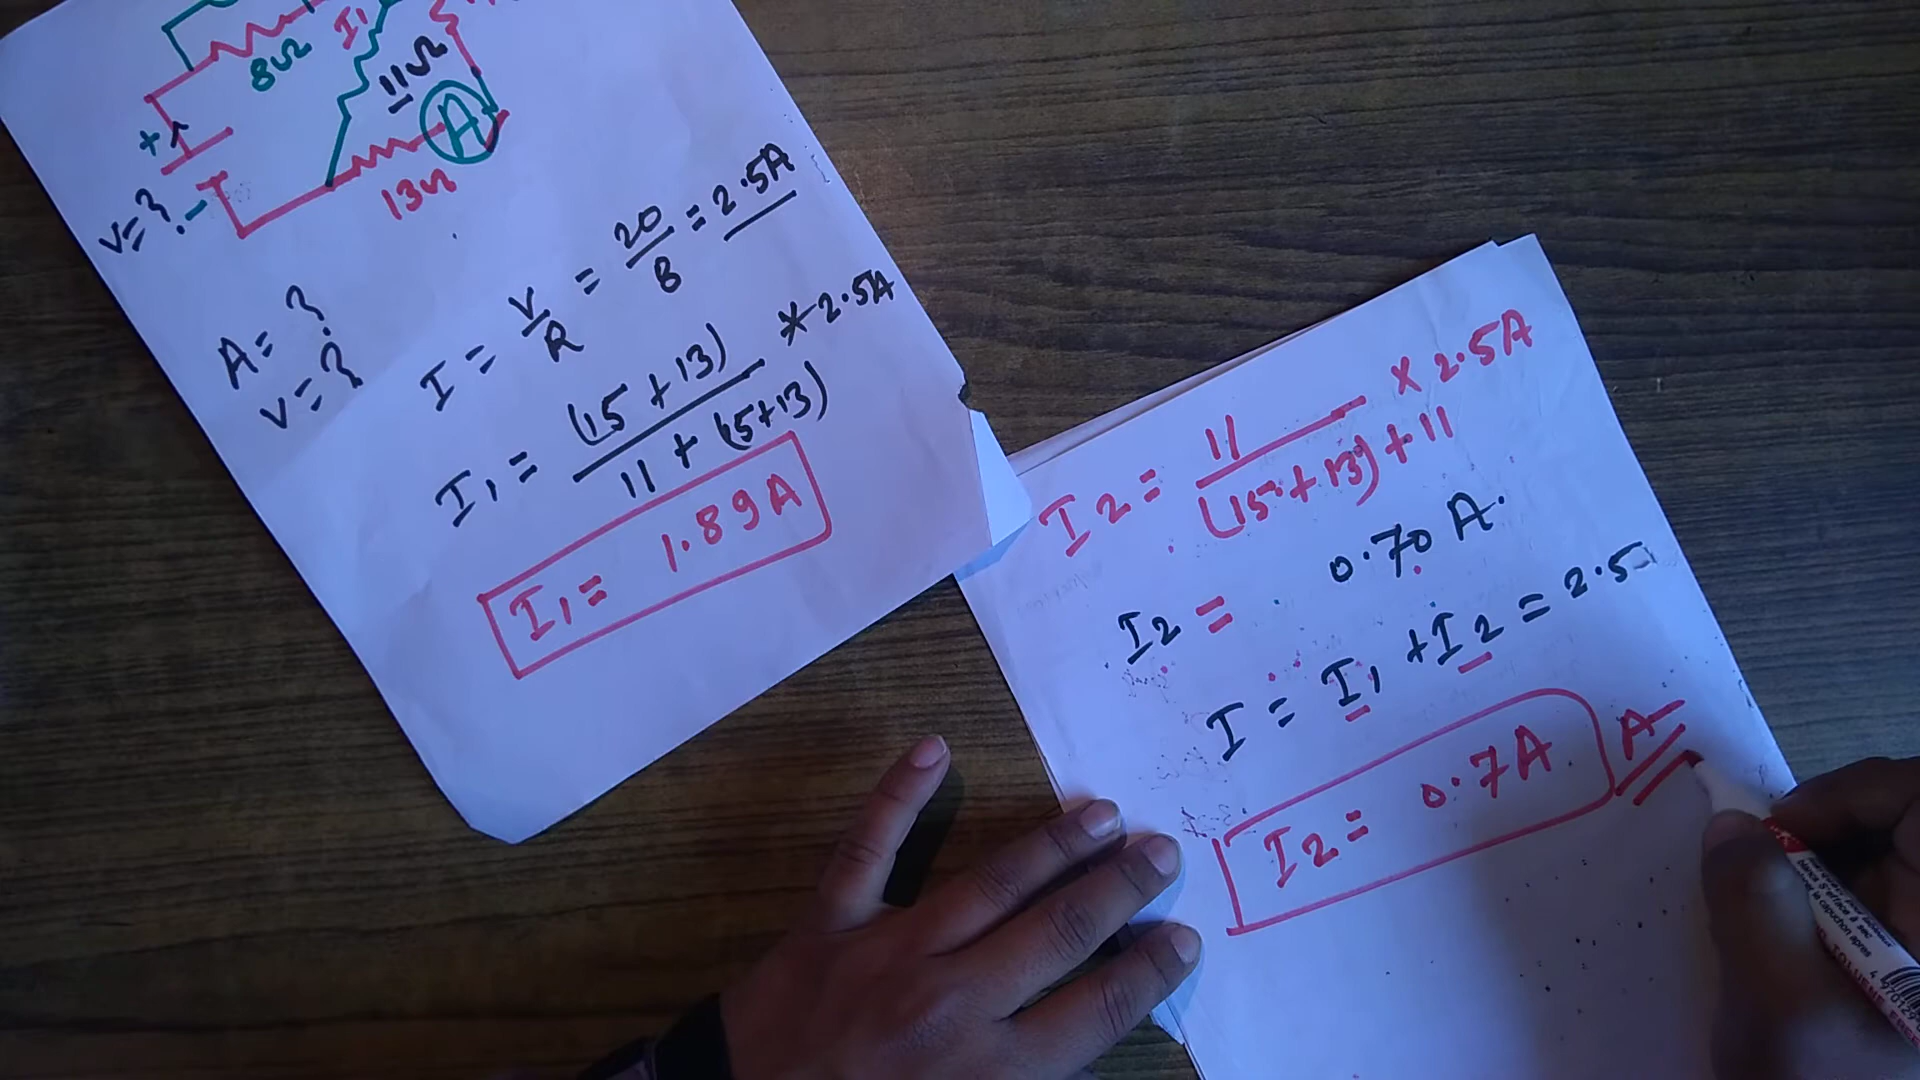 8Ω
I1
11Ω
+
A
13Ω
V=?
-
A=?
V=?
I = V/R = 20/8 = 2.5A
I1 = (15+13) / 11 + (15+13) × 2.5A
I1 = 1.89A
I2 = 11 / (15+13) + 11 × 2.5A
I2 = 0.70 A.
I = I1 + I2 = 2.5
I2 = 0.7A
A